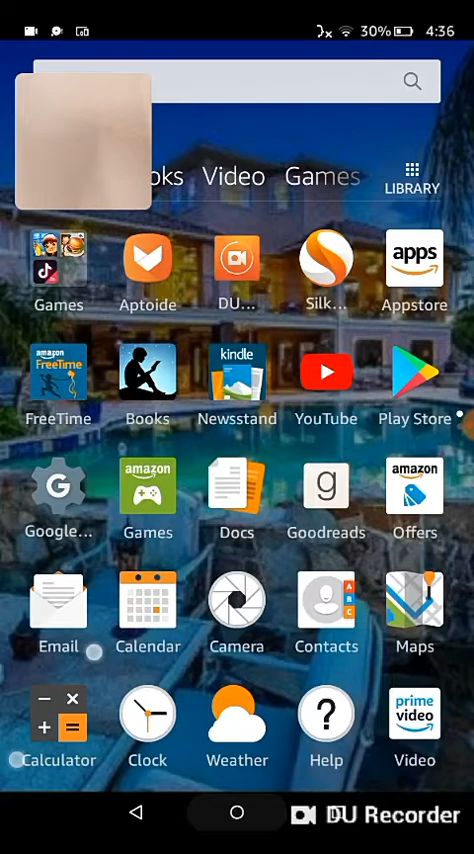 30% 4:36
oks Video Games
LIBRARY
Games Aptoide DU... Silk... Appstore
apps
amazon
FreeTime
kindle
FreeTime Books Newsstand YouTube Play Store
G
amazon
g
amazon
Google... Games Docs Goodreads Offers
A
B
C
Email Calendar Camera Contacts Maps
prime
video
Calculator Clock Weather Help Video
DU Recorder